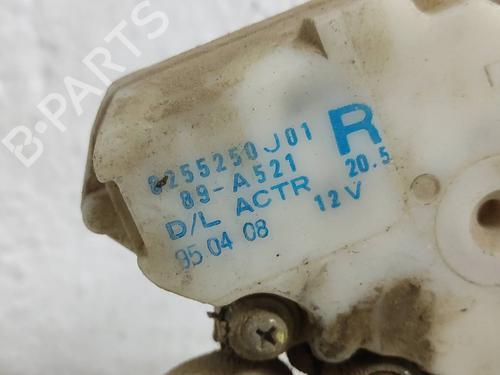 B-PARTS
8255250J01
89-A521
D/L ACTR
95 04 08
R
20.5
12V